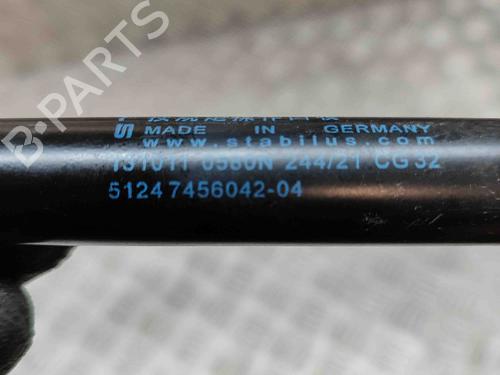 MADE IN GERMANY
www.stabilus.com
131011 0580N 244/21 CG32
51247456042-04
B-PARTS